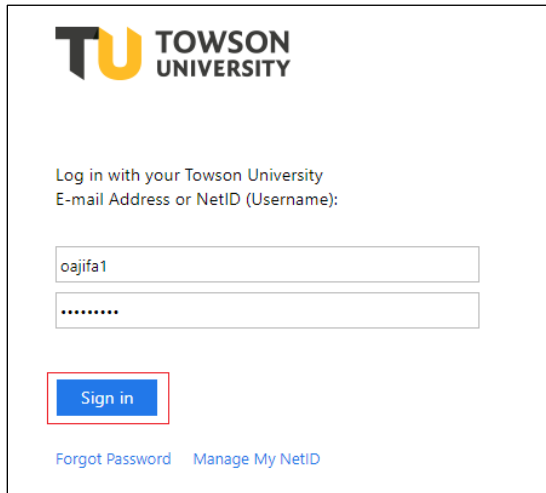 TU TOWSON
UNIVERSITY
Log in with your Towson University
E-mail Address or NetID (Username):
oajifa1
•••••••••
Sign in
Forgot Password Manage My NetID